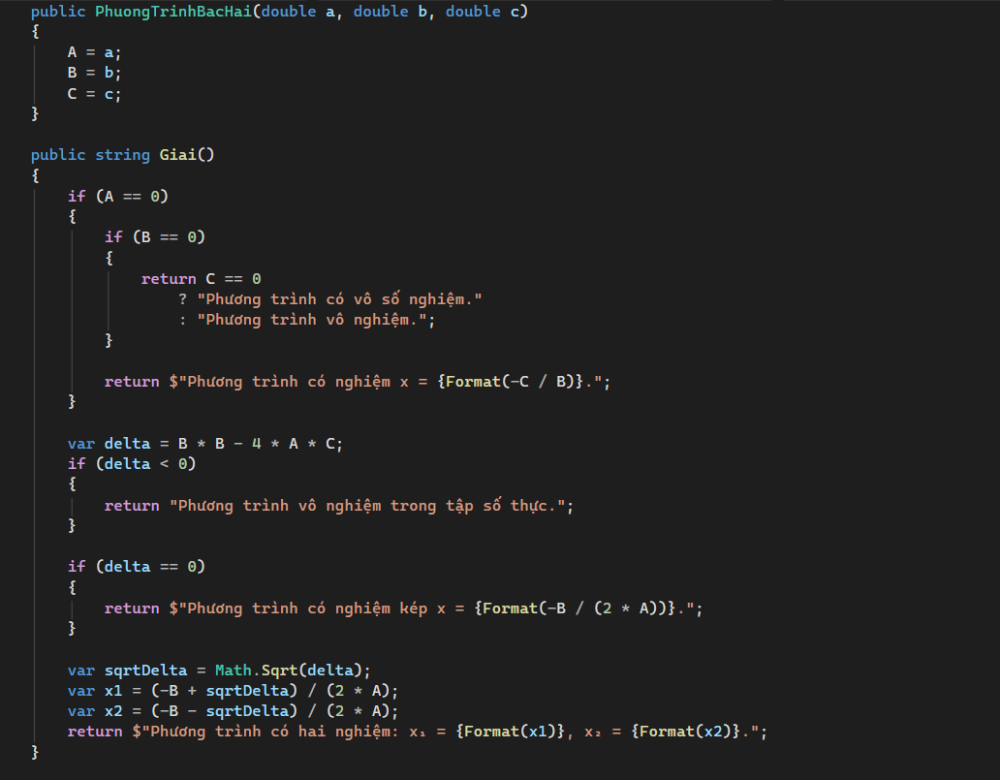 public PhuongTrinhBacHai(double a, double b, double c)
{
    A = a;
    B = b;
    C = c;
}

public string Giai()
{
    if (A == 0)
    {
        if (B == 0)
        {
            return C == 0
                ? "Phương trình có vô số nghiệm."
                : "Phương trình vô nghiệm.";
        }

        return $"Phương trình có nghiệm x = {Format(−C / B)}.";
    }

    var delta = B * B − 4 * A * C;
    if (delta < 0)
    {
        return "Phương trình vô nghiệm trong tập số thực.";
    }

    if (delta == 0)
    {
        return $"Phương trình có nghiệm kép x = {Format(−B / (2 * A))}.";
    }

    var sqrtDelta = Math.Sqrt(delta);
    var x1 = (−B + sqrtDelta) / (2 * A);
    var x2 = (−B − sqrtDelta) / (2 * A);
    return $"Phương trình có hai nghiệm: x₁ = {Format(x1)}, x₂ = {Format(x2)}.";
}